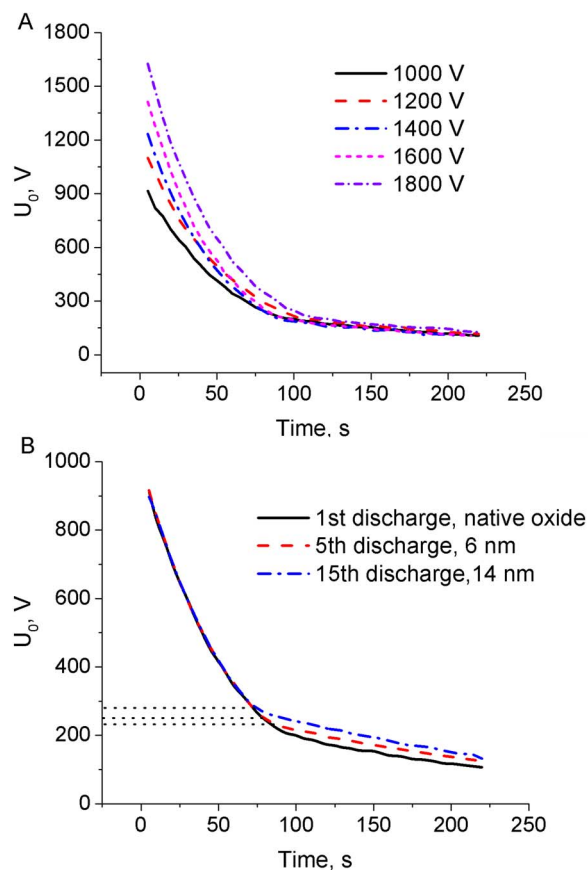 A
1800
1500
1200
900
600
300
0
U0, V
1000 V
1200 V
1400 V
1600 V
1800 V
0 50 100 150 200 250
Time, s
B
1000
800
600
400
200
0
U0, V
1st discharge, native oxide
5th discharge, 6 nm
15th discharge,14 nm
0 50 100 150 200 250
Time, s